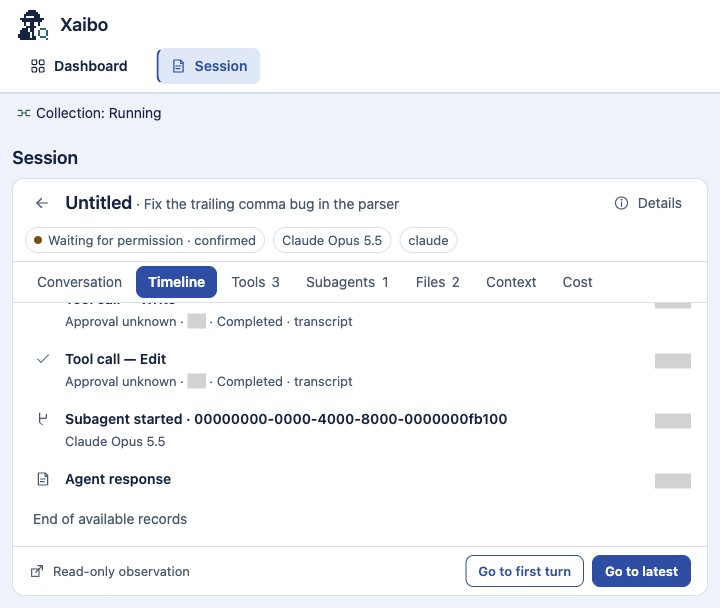 Xaibo
Dashboard
Session
Collection: Running
Session
Untitled · Fix the trailing comma bug in the parser
Details
Waiting for permission · confirmed
Claude Opus 5.5
claude
Conversation
Timeline
Tools 3
Subagents 1
Files 2
Context
Cost
Approval unknown · · Completed · transcript
Tool call — Edit
Approval unknown · · Completed · transcript
Subagent started · 00000000-0000-4000-8000-0000000fb100
Claude Opus 5.5
Agent response
End of available records
Read-only observation
Go to first turn
Go to latest